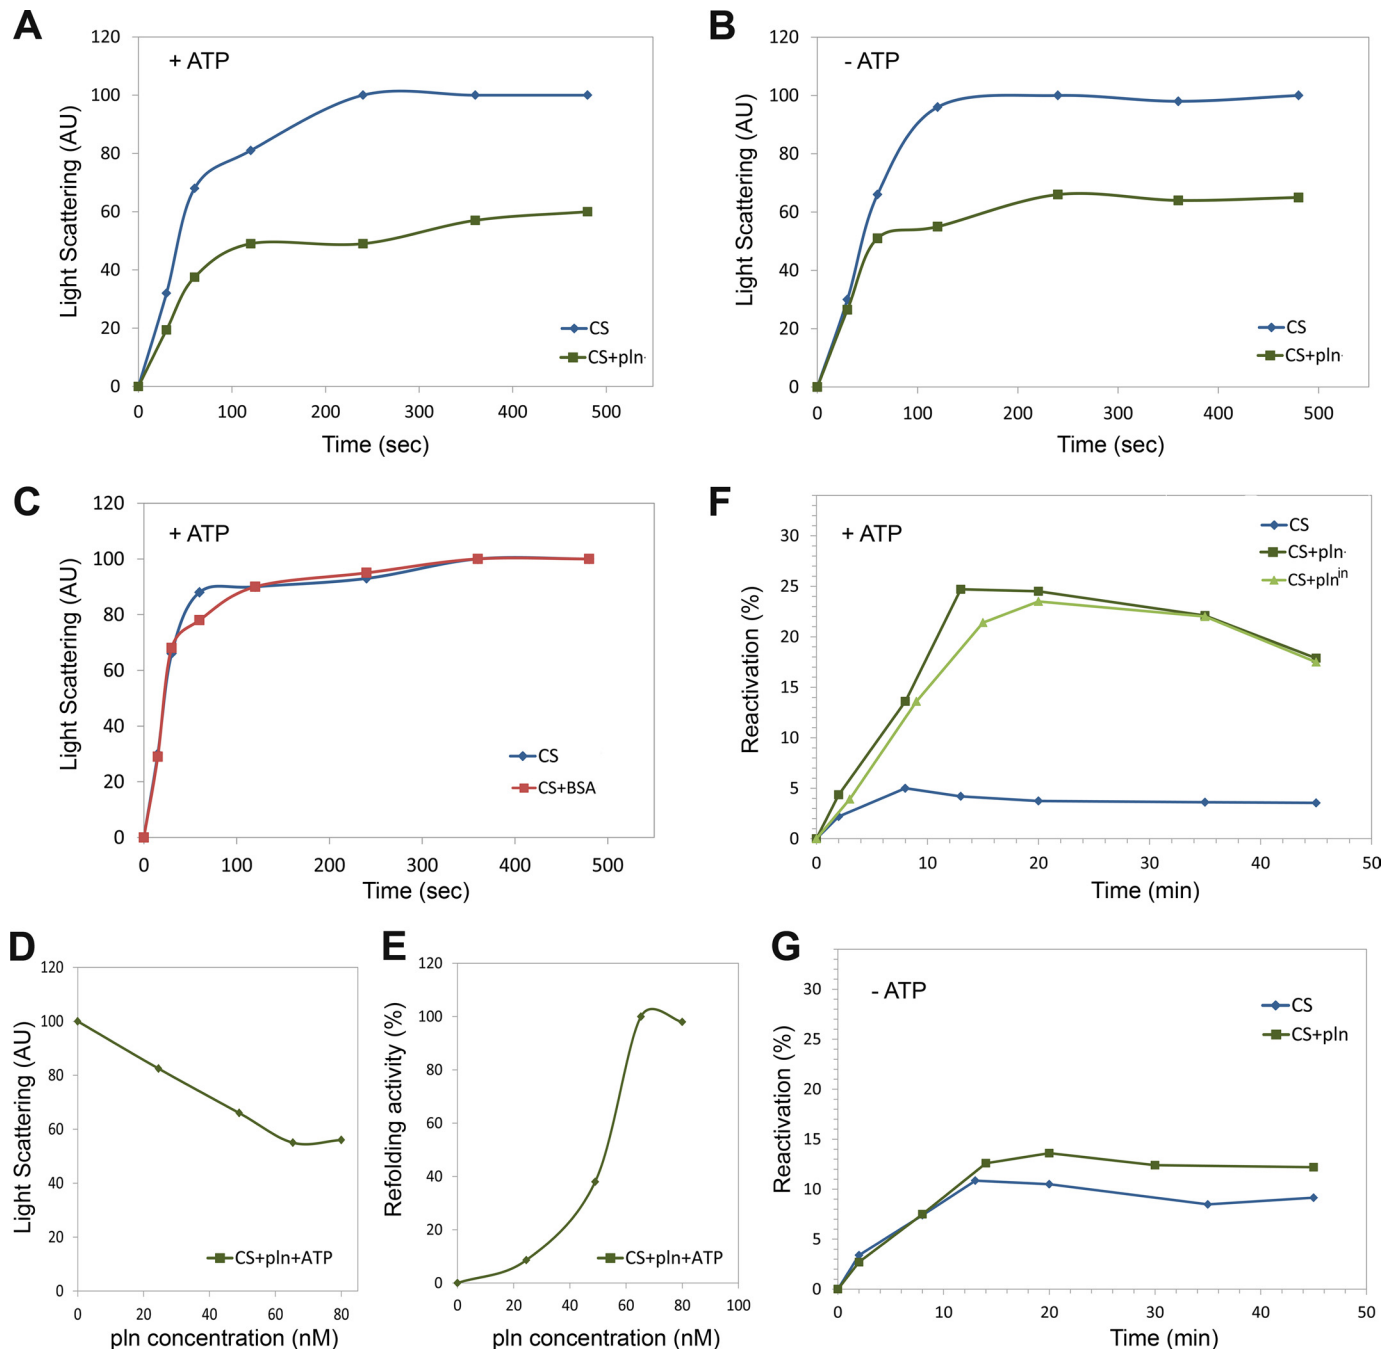 A
+ ATP
Light Scattering (AU)
120
100
80
60
40
20
0
0 100 200 300 400 500
Time (sec)
CS
CS+pln
B
- ATP
Light Scattering (AU)
120
100
80
60
40
20
0
0 100 200 300 400 500
Time (sec)
CS
CS+pln
C
+ ATP
Light Scattering (AU)
120
100
80
60
40
20
0
0 100 200 300 400 500
Time (sec)
CS
CS+BSA
F
+ ATP
Reactivation (%)
30
25
20
15
10
5
0
0 10 20 30 40 50
Time (min)
CS
CS+pln
CS+plnⁱⁿ
D
Light Scattering (AU)
120
100
80
60
40
20
0
0 20 40 60 80
pln concentration (nM)
CS+pln+ATP
E
Refolding activity (%)
120
100
80
60
40
20
0
0 20 40 60 80 100
pln concentration (nM)
CS+pln+ATP
G
- ATP
Reactivation (%)
30
25
20
15
10
5
0
0 10 20 30 40 50
Time (min)
CS
CS+pln